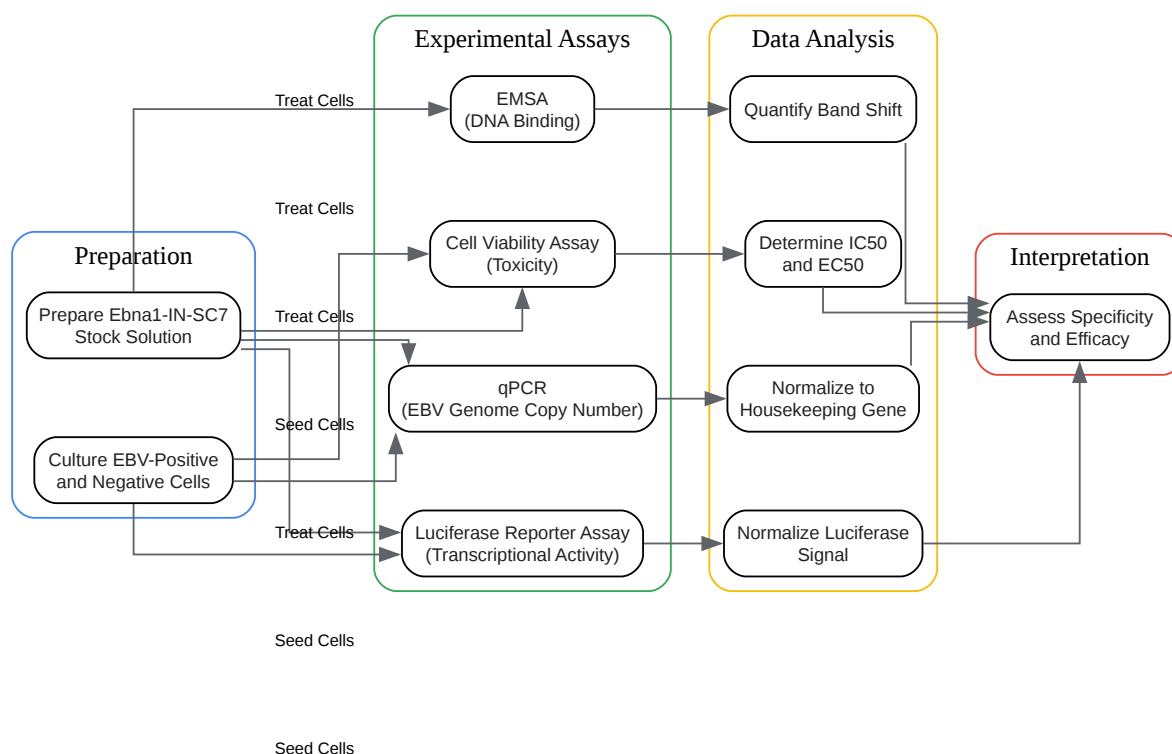 Experimental Assays
Data Analysis
Treat Cells
EMSA
(DNA Binding)
Quantify Band Shift
Treat Cells
Preparation
Cell Viability Assay
(Toxicity)
Determine IC50
and EC50
Interpretation
Prepare Ebna1-IN-SC7
Stock Solution
Treat Cells
Assess Specificity
and Efficacy
qPCR
(EBV Genome Copy Number)
Normalize to
Housekeeping Gene
Seed Cells
Culture EBV-Positive
and Negative Cells
Treat Cells
Luciferase Reporter Assay
(Transcriptional Activity)
Normalize Luciferase
Signal
Seed Cells
Seed Cells